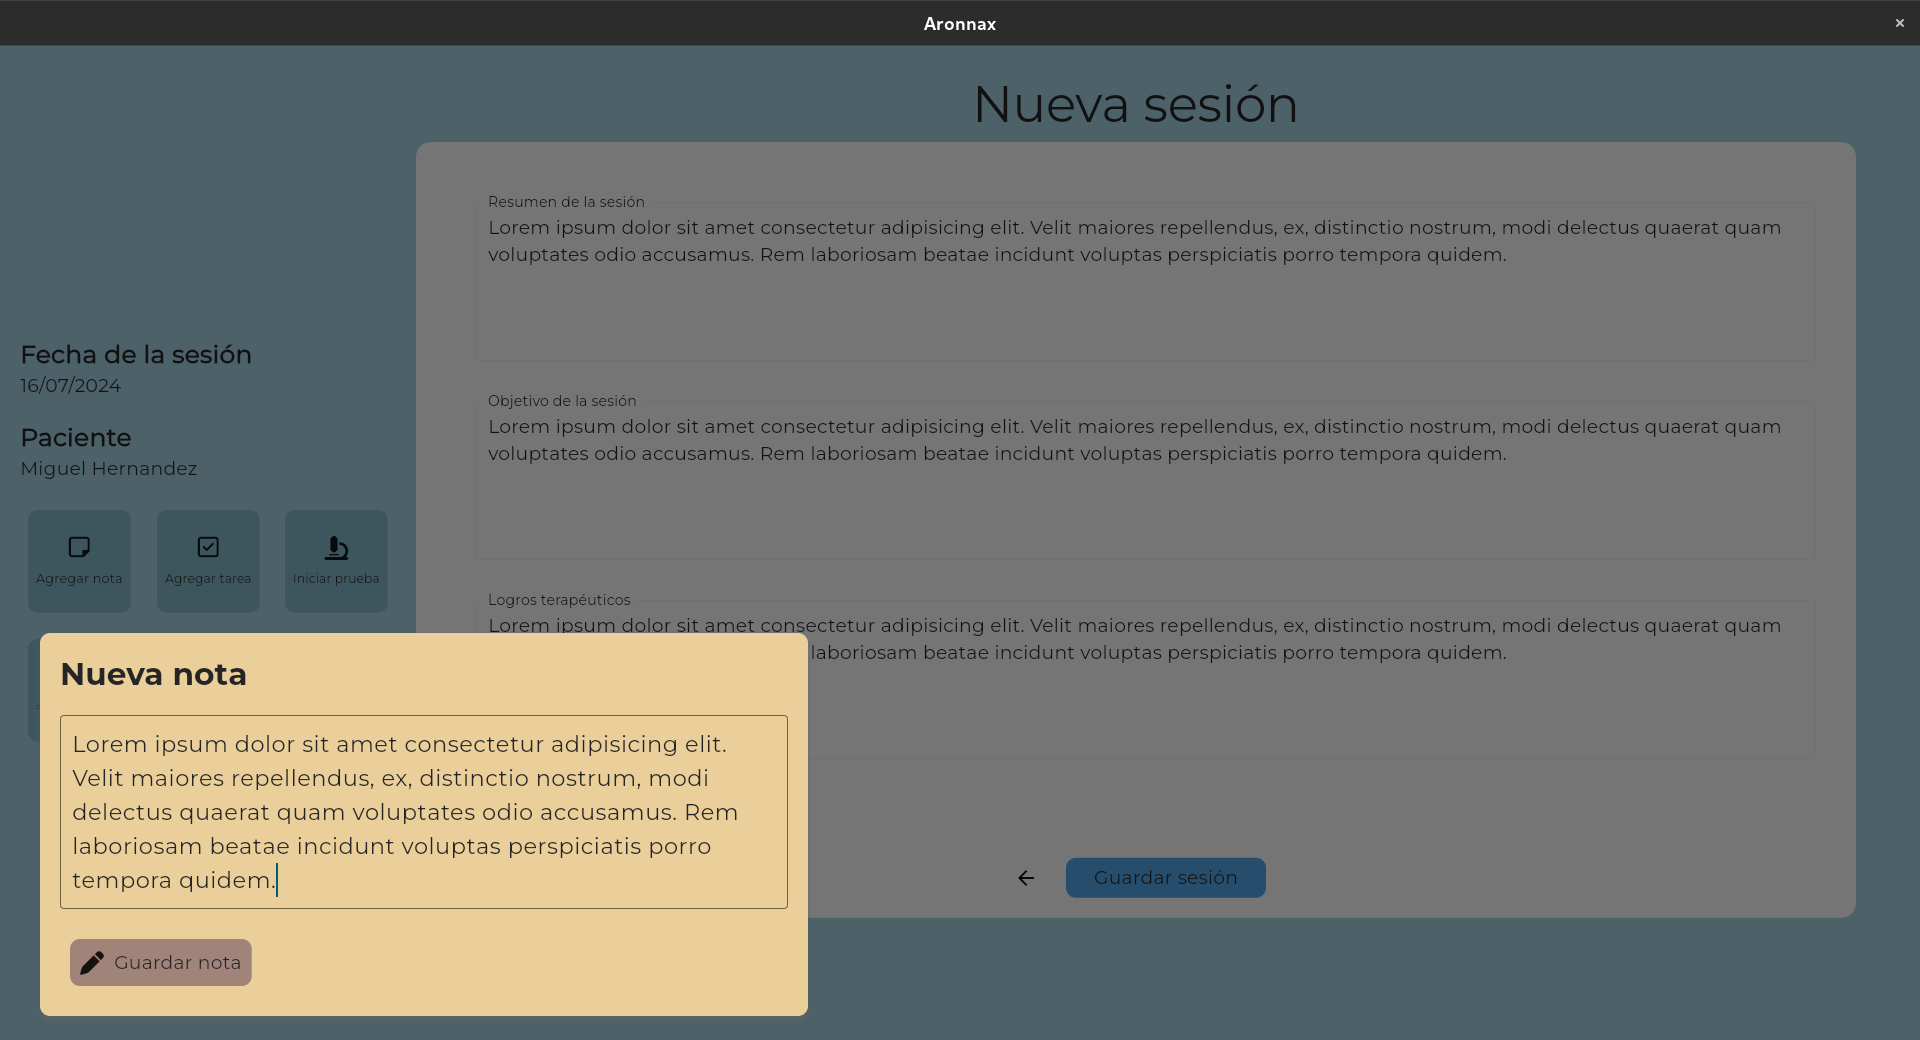 Aronnax
Nueva sesión
Resumen de la sesión
Lorem ipsum dolor sit amet consectetur adipisicing elit. Velit maiores repellendus, ex, distinctio nostrum, modi delectus quaerat quam
voluptates odio accusamus. Rem laboriosam beatae incidunt voluptas perspiciatis porro tempora quidem.
Objetivo de la sesión
Lorem ipsum dolor sit amet consectetur adipisicing elit. Velit maiores repellendus, ex, distinctio nostrum, modi delectus quaerat quam
voluptates odio accusamus. Rem laboriosam beatae incidunt voluptas perspiciatis porro tempora quidem.
Logros terapéuticos
Lorem ipsum dolor sit amet consectetur adipisicing elit. Velit maiores repellendus, ex, distinctio nostrum, modi delectus quaerat quam
laboriosam beatae incidunt voluptas perspiciatis porro tempora quidem.
Guardar sesión
Fecha de la sesión
16/07/2024
Paciente
Miguel Hernandez
Agregar nota
Agregar tarea
Iniciar prueba
Nueva nota
Lorem ipsum dolor sit amet consectetur adipisicing elit.
Velit maiores repellendus, ex, distinctio nostrum, modi
delectus quaerat quam voluptates odio accusamus. Rem
laboriosam beatae incidunt voluptas perspiciatis porro
tempora quidem.
Guardar nota